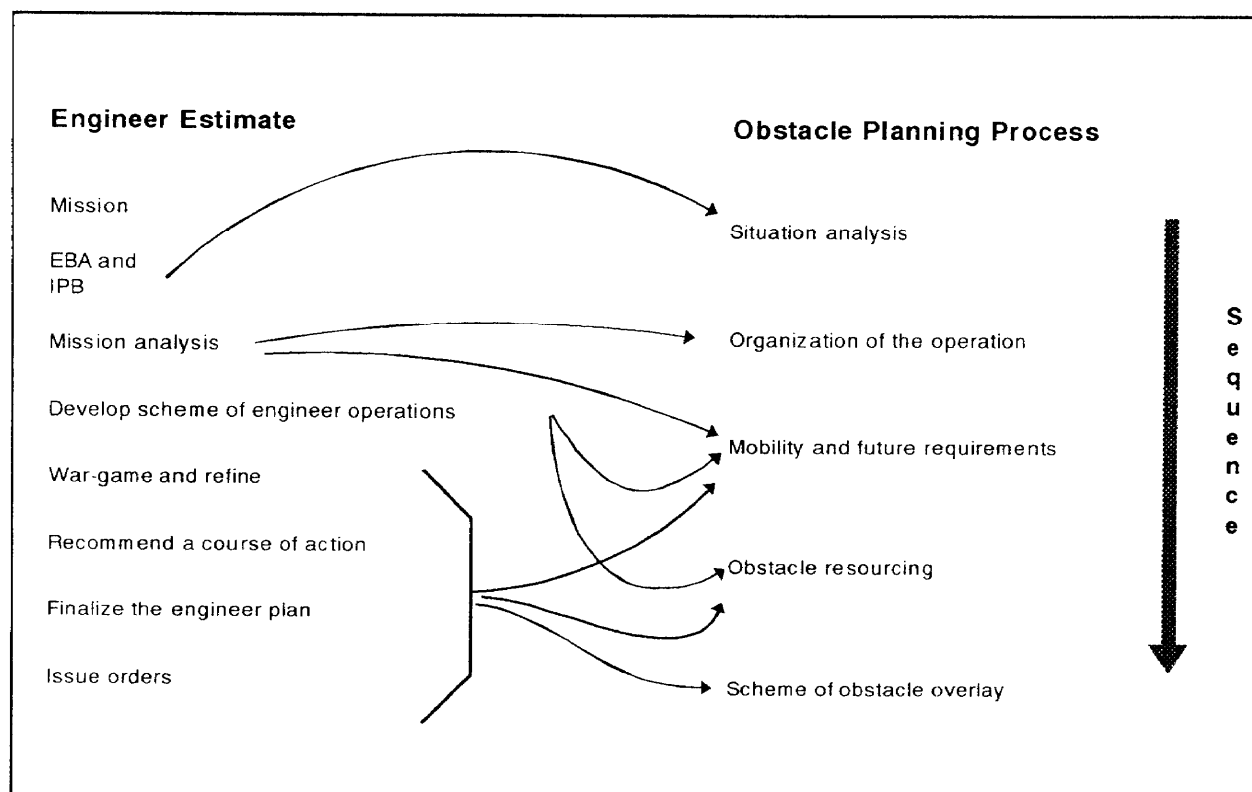 Engineer Estimate
Mission
EBA and
IPB
Mission analysis
Develop scheme of engineer operations
War-game and refine
Recommend a course of action
Finalize the engineer plan
Issue orders
Obstacle Planning Process
Situation analysis
Organization of the operation
Mobility and future requirements
Obstacle resourcing
Scheme of obstacle overlay
Sequence